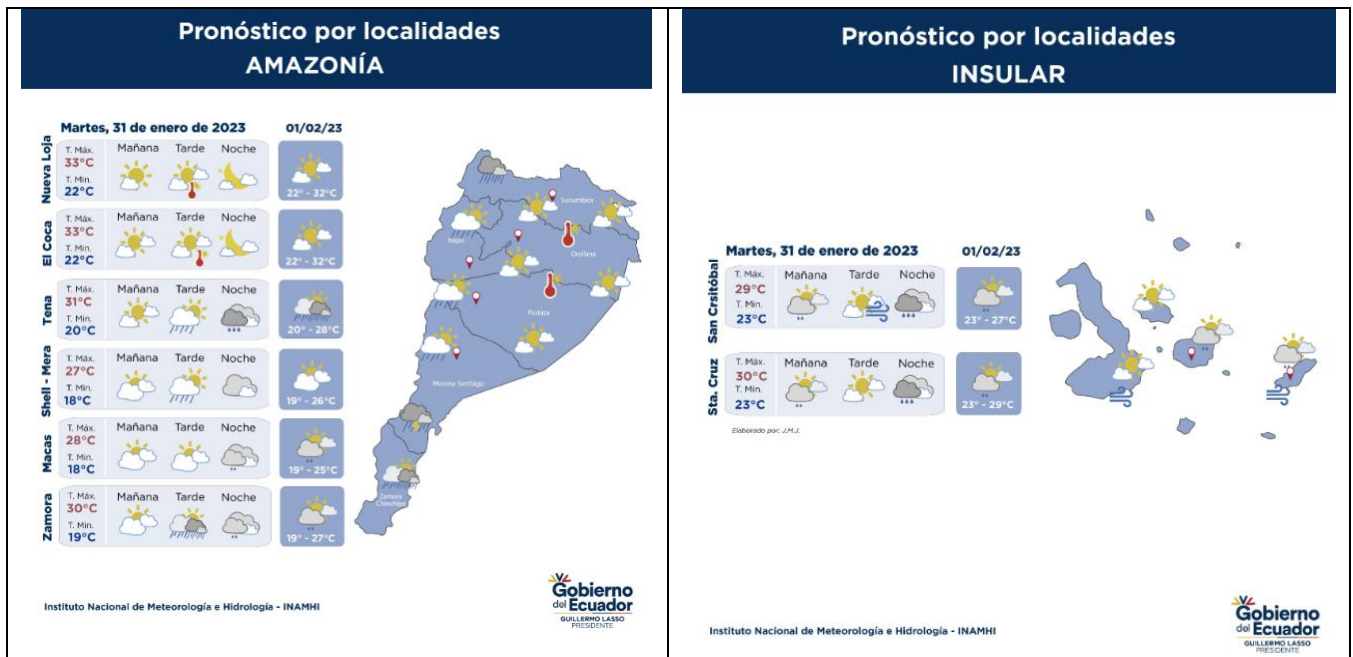 Pronóstico por localidades
AMAZONÍA
Martes, 31 de enero de 2023 01/02/23
Nueva Loja
T. Máx. Mañana Tarde Noche
33°C
T. Min.
22°C
22° - 32°C
El Coca
T. Máx. Mañana Tarde Noche
33°C
T. Min.
22°C
22° - 32°C
Tena
T. Máx. Mañana Tarde Noche
31°C
T. Min.
20°C
20° - 28°C
Shell - Mera
T. Máx. Mañana Tarde Noche
27°C
T. Min.
18°C
19° - 26°C
Macas
T. Máx. Mañana Tarde Noche
28°C
T. Min.
18°C
19° - 25°C
Zamora
T. Máx. Mañana Tarde Noche
30°C
T. Min.
19°C
19° - 27°C
Sucumbíos
Napo
Orellana
Pastaza
Morona Santiago
Zamora
Chinchipe
Instituto Nacional de Meteorología e Hidrología - INAMHI
Gobierno
del Ecuador
GUILLERMO LASSO
PRESIDENTE
Pronóstico por localidades
INSULAR
Martes, 31 de enero de 2023 01/02/23
San Crsitóbal
T. Máx. Mañana Tarde Noche
29°C
T. Min.
23°C
23° - 27°C
Sta. Cruz
T. Máx. Mañana Tarde Noche
30°C
T. Min.
23°C
23° - 29°C
Elaborado por: J.M.J.
Instituto Nacional de Meteorología e Hidrología - INAMHI
Gobierno
del Ecuador
GUILLERMO LASSO
PRESIDENTE